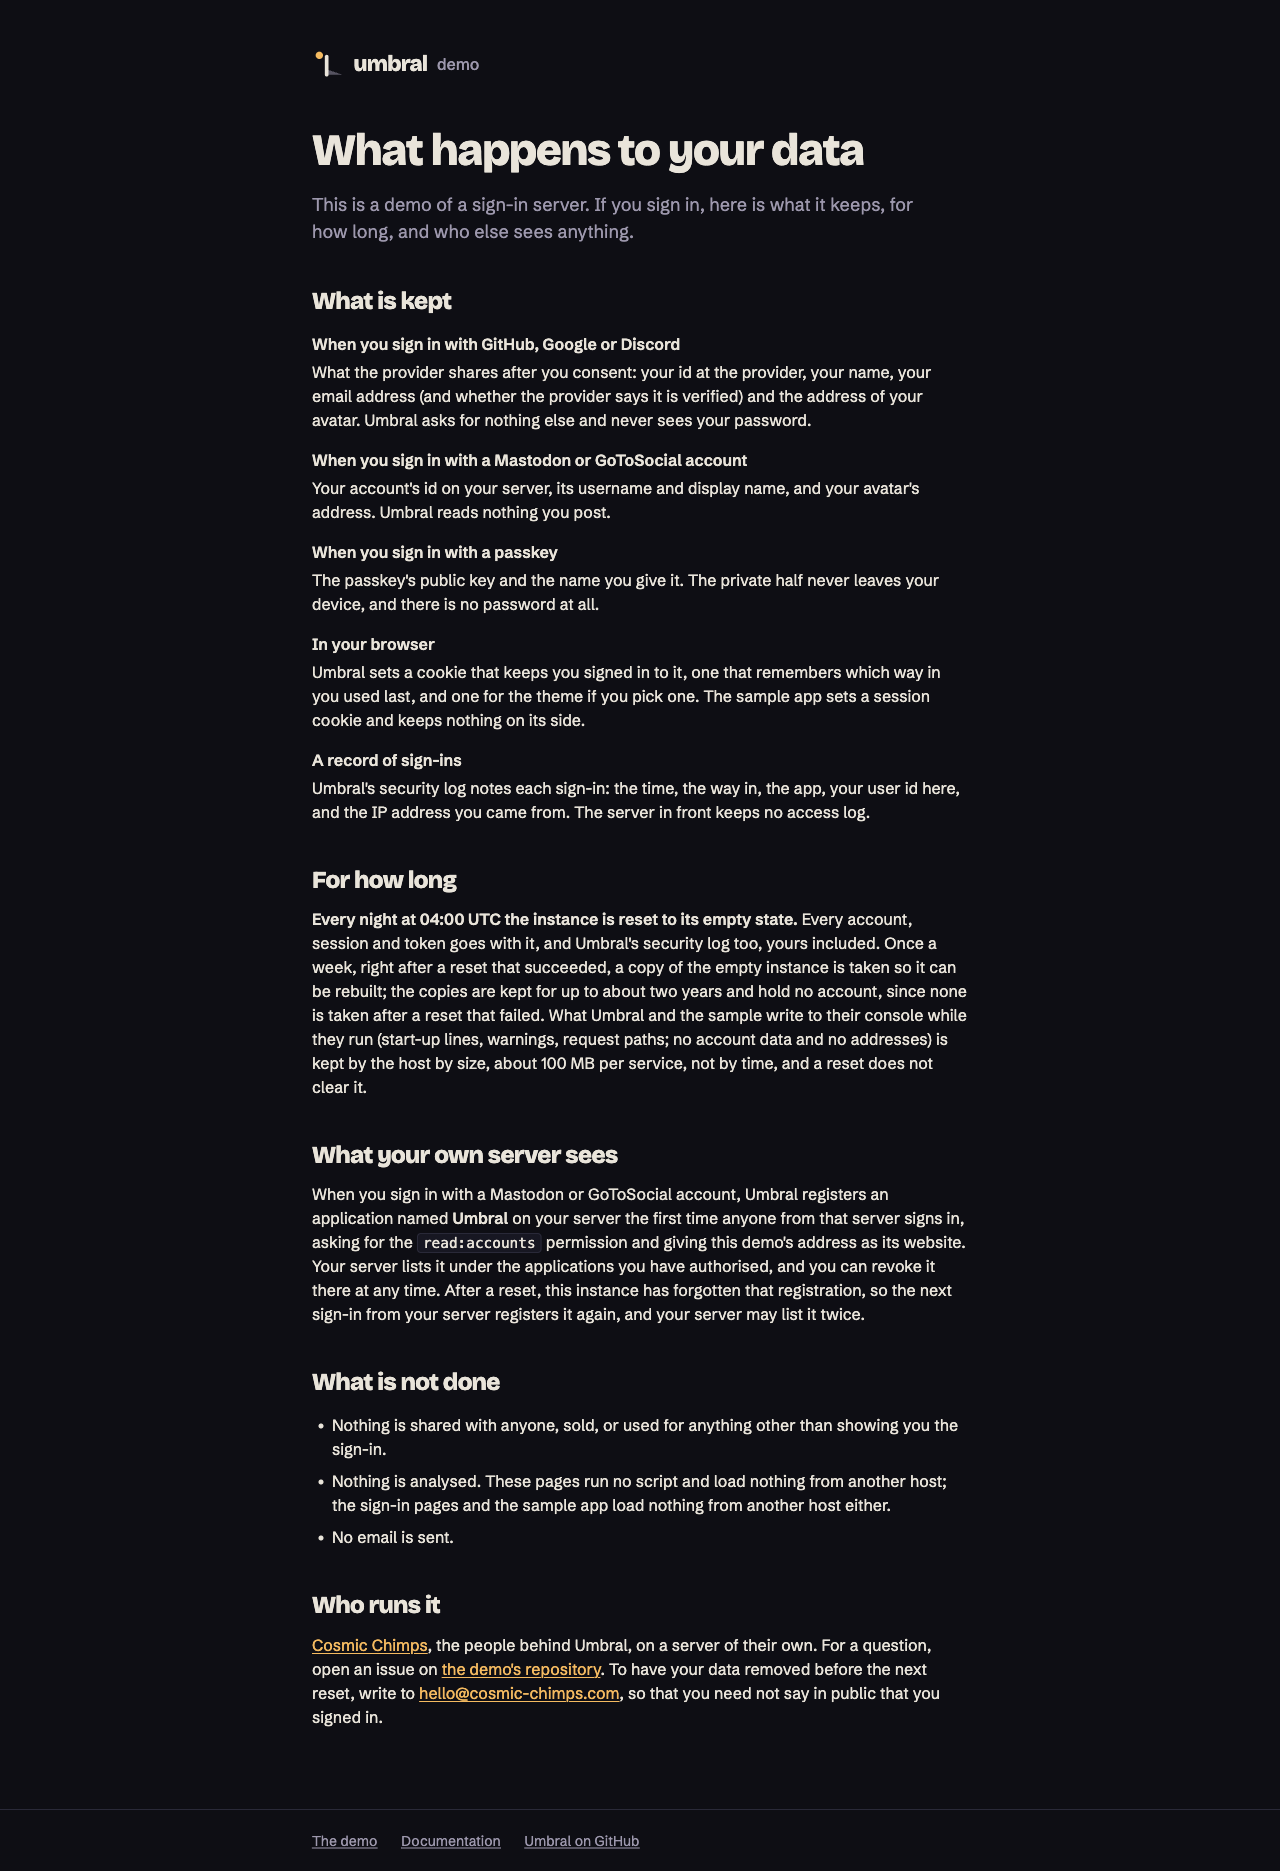 umbral demo
What happens to your data
This is a demo of a sign-in server. If you sign in, here is what it keeps, for
how long, and who else sees anything.
What is kept
When you sign in with GitHub, Google or Discord
What the provider shares after you consent: your id at the provider, your name, your
email address (and whether the provider says it is verified) and the address of your
avatar. Umbral asks for nothing else and never sees your password.
When you sign in with a Mastodon or GoToSocial account
Your account's id on your server, its username and display name, and your avatar's
address. Umbral reads nothing you post.
When you sign in with a passkey
The passkey's public key and the name you give it. The private half never leaves your
device, and there is no password at all.
In your browser
Umbral sets a cookie that keeps you signed in to it, one that remembers which way in
you used last, and one for the theme if you pick one. The sample app sets a session
cookie and keeps nothing on its side.
A record of sign-ins
Umbral's security log notes each sign-in: the time, the way in, the app, your user id here,
and the IP address you came from. The server in front keeps no access log.
For how long
Every night at 04:00 UTC the instance is reset to its empty state. Every account,
session and token goes with it, and Umbral's security log too, yours included. Once a
week, right after a reset that succeeded, a copy of the empty instance is taken so it can
be rebuilt; the copies are kept for up to about two years and hold no account, since none
is taken after a reset that failed. What Umbral and the sample write to their console while
they run (start-up lines, warnings, request paths; no account data and no addresses) is
kept by the host by size, about 100 MB per service, not by time, and a reset does not
clear it.
What your own server sees
When you sign in with a Mastodon or GoToSocial account, Umbral registers an
application named Umbral on your server the first time anyone from that server signs in,
asking for the read:accounts permission and giving this demo's address as its website.
Your server lists it under the applications you have authorised, and you can revoke it
there at any time. After a reset, this instance has forgotten that registration, so the next
sign-in from your server registers it again, and your server may list it twice.
What is not done
• Nothing is shared with anyone, sold, or used for anything other than showing you the
sign-in.
• Nothing is analysed. These pages run no script and load nothing from another host;
the sign-in pages and the sample app load nothing from another host either.
• No email is sent.
Who runs it
Cosmic Chimps, the people behind Umbral, on a server of their own. For a question,
open an issue on the demo's repository. To have your data removed before the next
reset, write to hello@cosmic-chimps.com, so that you need not say in public that you
signed in.
The demo Documentation Umbral on GitHub